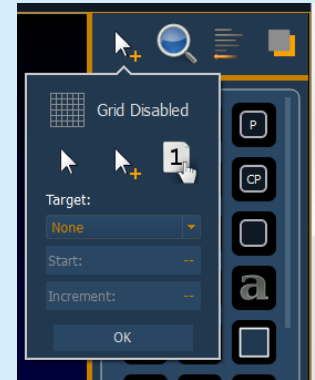 Grid Disabled
P
1
CP
Target:
None
Start: --
a
Increment: --
OK